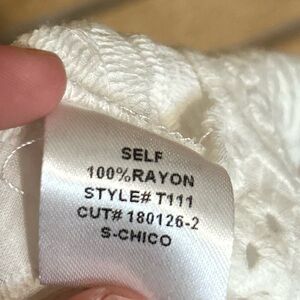 SELF
100%RAYON
STYLE# T111
CUT# 180126-2
S-CHICO